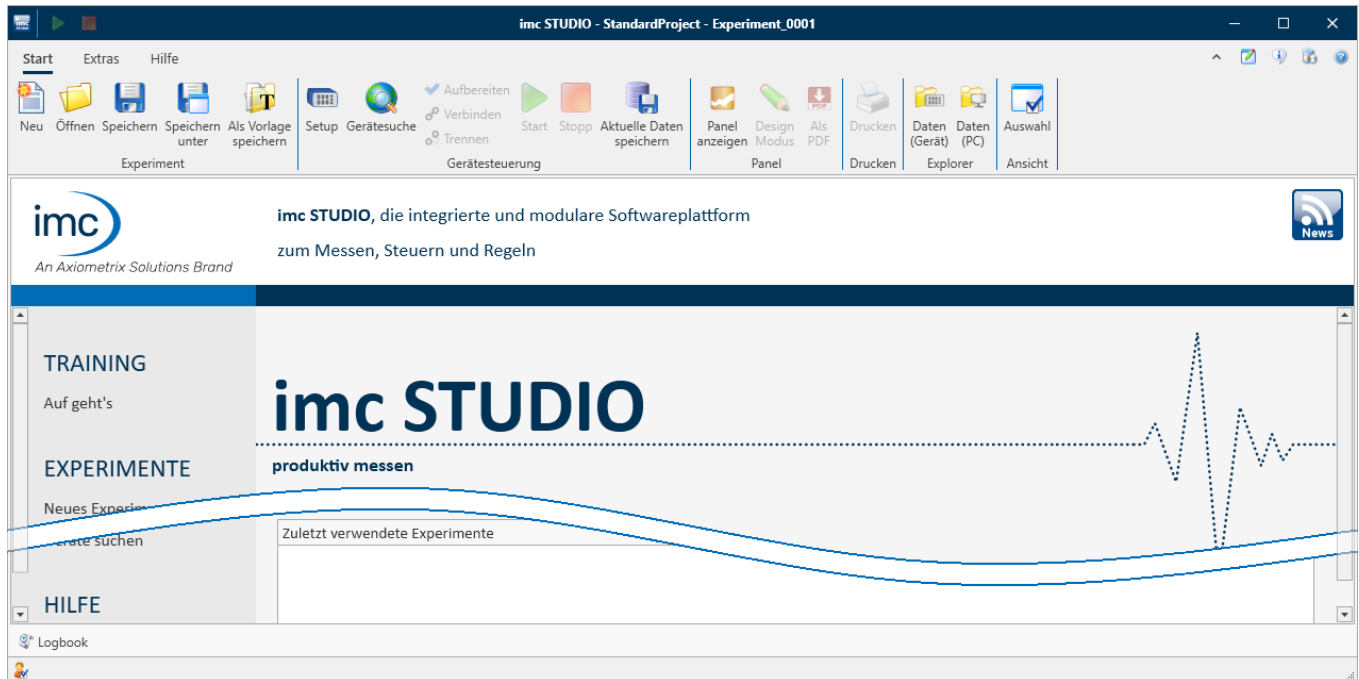 imc STUDIO - StandardProject - Experiment_0001
Start Extras Hilfe
Neu Öffnen Speichern Speichern unter Als Vorlage speichern
Experiment
Setup Gerätesuche Aufbereiten Verbinden Trennen Start Stopp Aktuelle Daten speichern
Gerätesteuerung
Panel anzeigen Design Modus Als PDF
Panel
Drucken
Drucken
Daten (Gerät) Daten (PC)
Explorer
Auswahl
Ansicht
imc
An Axiometrix Solutions Brand
imc STUDIO, die integrierte und modulare Softwareplattform
zum Messen, Steuern und Regeln
News
TRAINING
Auf geht's
EXPERIMENTE
Neues
suchen
HILFE
imc STUDIO
produktiv messen
Zuletzt verwendete Experimente
Logbook